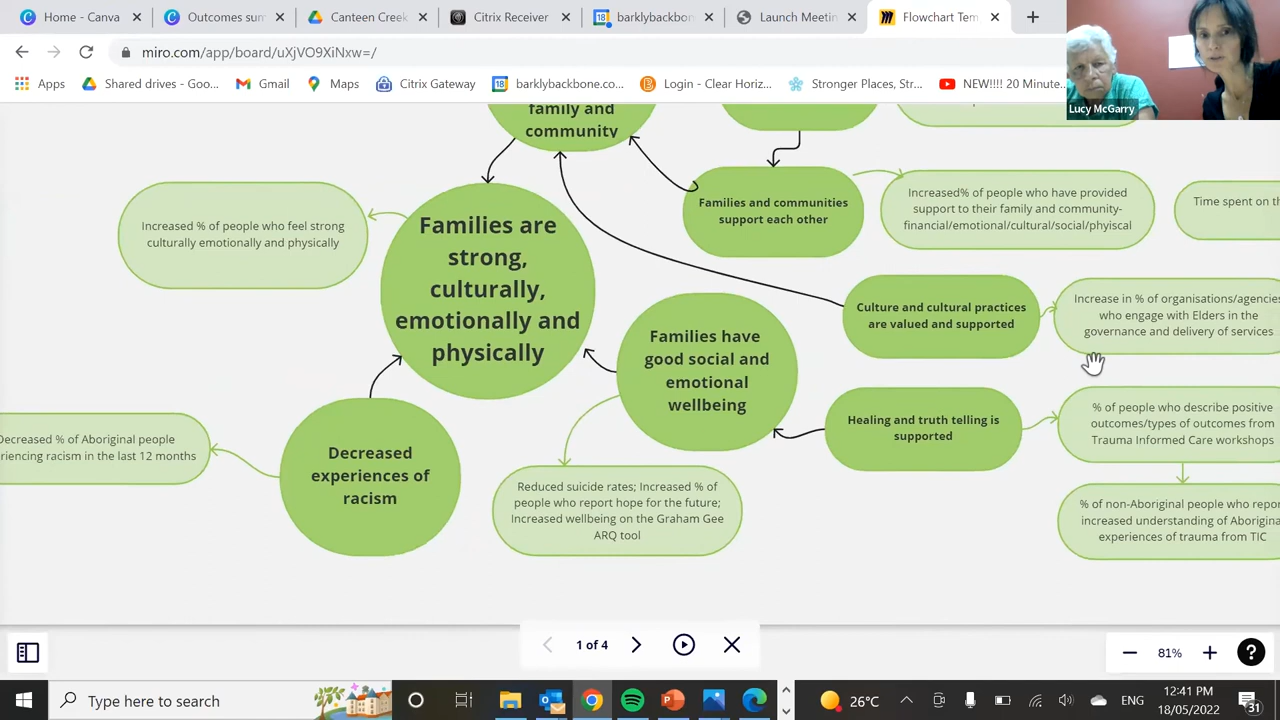 Home - Canva
Outcomes sum
Canteen Creek
Citrix Receiver
barklybackbon
Launch Meetin
Flowchart Tem
miro.com/app/board/uXjVO9XiNxw=/
Apps
Shared drives - Goo...
Gmail
Maps
Citrix Gateway
barklybackbone.co...
Login - Clear Horiz...
Stronger Places, Str...
NEW!!!! 20 Minute...
Lucy McGarry
family and
community
Increased % of people who feel strong
culturally emotionally and physically
Families are
strong,
culturally,
emotionally and
physically
Families and communities
support each other
Increased% of people who have provided
support to their family and community-
financial/emotional/cultural/social/phyiscal
Time spent on th
Culture and cultural practices
are valued and supported
Increase in % of organisations/agencies
who engage with Elders in the
governance and delivery of services
Families have
good social and
emotional
wellbeing
Healing and truth telling is
supported
% of people who describe positive
outcomes/types of outcomes from
Trauma Informed Care workshops
Decreased % of Aboriginal people
riencing racism in the last 12 months
Decreased
experiences of
racism
Reduced suicide rates; Increased % of
people who report hope for the future;
Increased wellbeing on the Graham Gee
ARQ tool
% of non-Aboriginal people who repor
increased understanding of Aborigina
experiences of trauma from TIC
1 of 4
81%
Type here to search
26°C
ENG
12:41 PM
18/05/2022
31